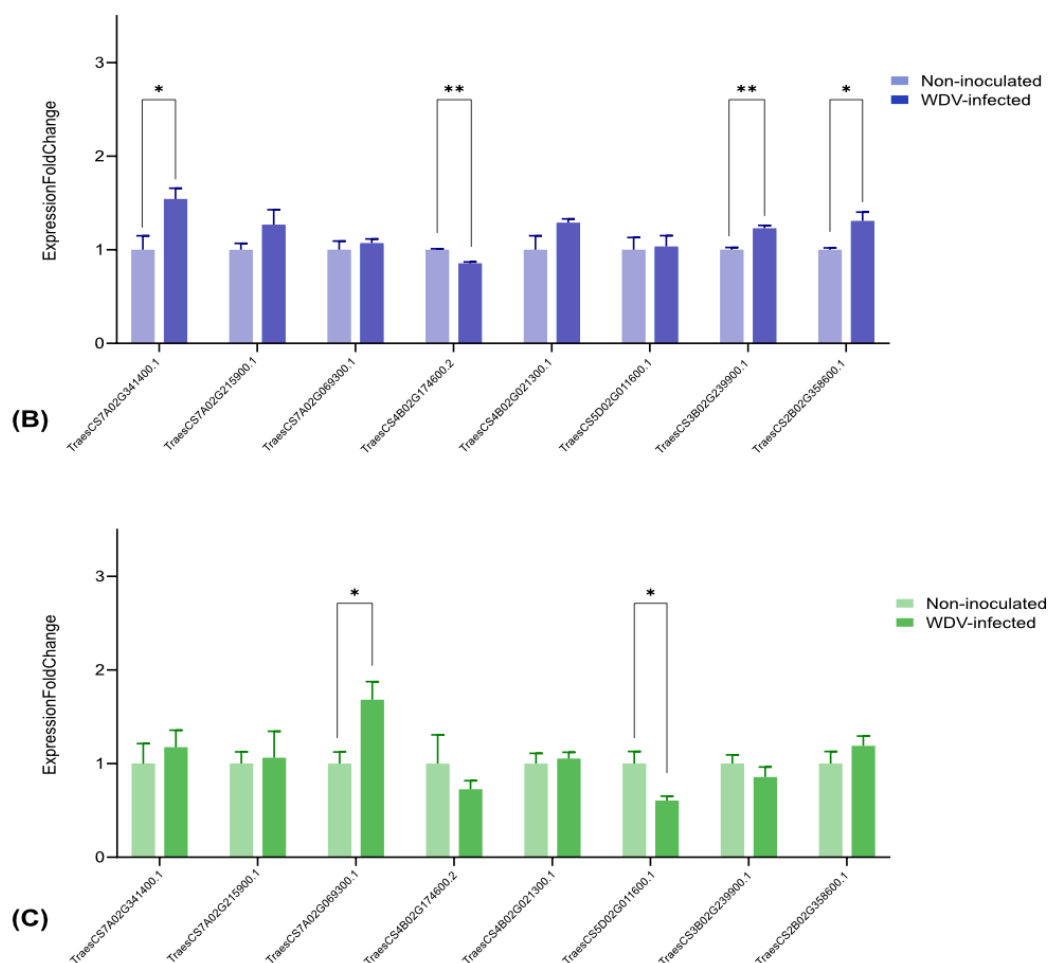 3
2
1
0
ExpressionFoldChange
*
**
**
*
Non-inoculated
WDV-infected
TraesCS7A02G341400.1
TraesCS7A02G215900.1
TraesCS7A02G069300.1
TraesCS4B02G174600.2
TraesCS4B02G021300.1
TraesCS5D02G011600.1
TraesCS3B02G239900.1
TraesCS2B02G358600.1
(B)
3
2
1
0
ExpressionFoldChange
*
*
Non-inoculated
WDV-infected
TraesCS7A02G341400.1
TraesCS7A02G215900.1
TraesCS7A02G069300.1
TraesCS4B02G174600.2
TraesCS4B02G021300.1
TraesCS5D02G011600.1
TraesCS3B02G239900.1
TraesCS2B02G358600.1
(C)